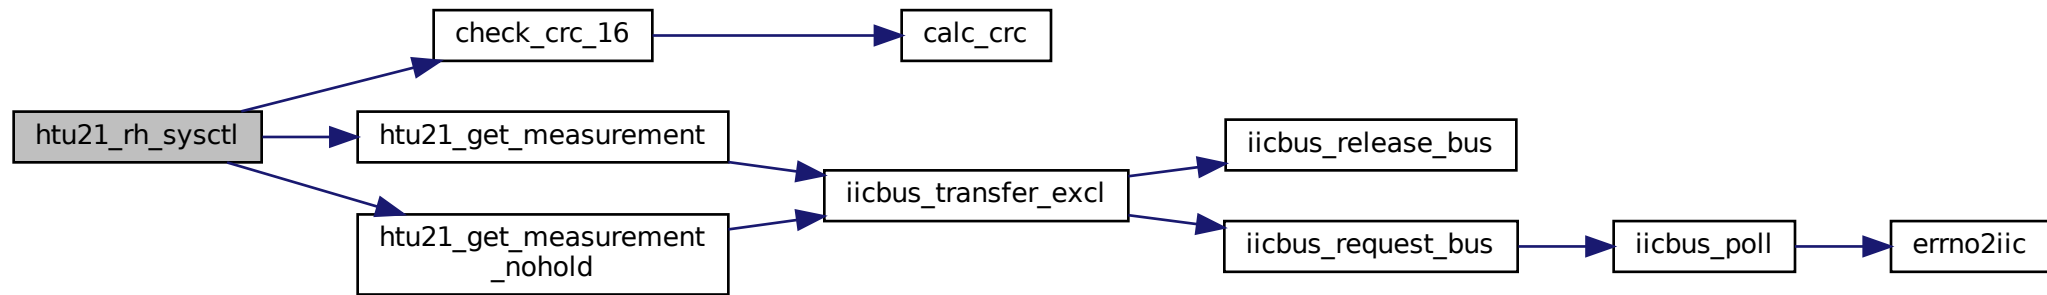 check_crc_16
calc_crc
htu21_rh_sysctl
htu21_get_measurement
iicbus_release_bus
iicbus_transfer_excl
htu21_get_measurement
_nohold
iicbus_request_bus
iicbus_poll
errno2iic